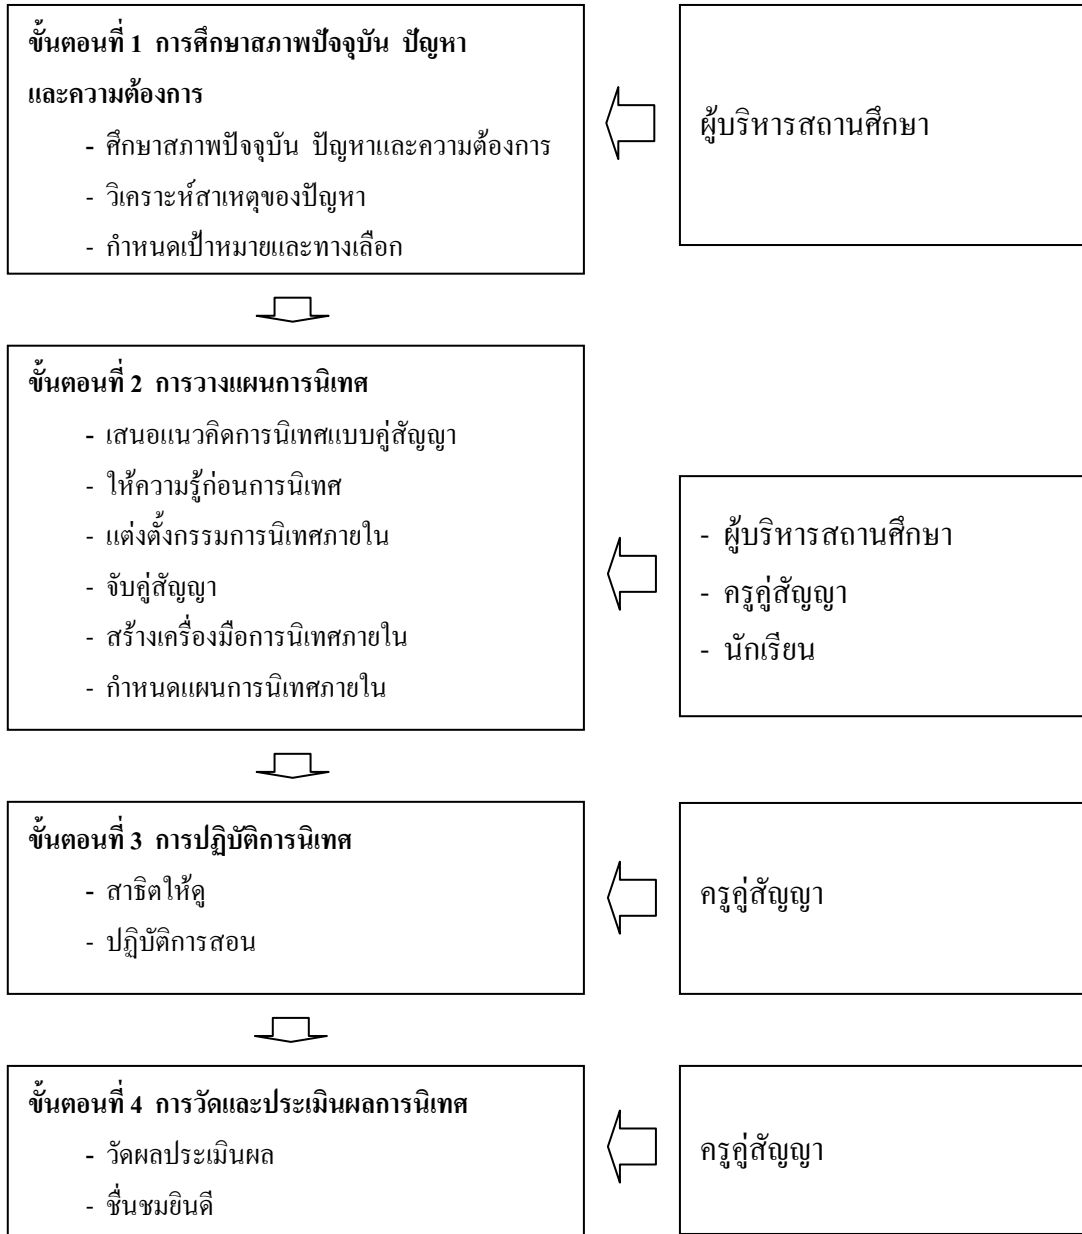 ขั้นตอนที่ 1 การศึกษาสภาพปัจจุบัน ปัญหา
และความต้องการ
- ศึกษาสภาพปัจจุบัน ปัญหาและความต้องการ
- วิเคราะห์สาเหตุของปัญหา
- กำหนดเป้าหมายและทางเลือก
ผู้บริหารสถานศึกษา
ขั้นตอนที่ 2 การวางแผนการนิเทศ
- เสนอแนวคิดการนิเทศแบบคู่สัญญา
- ให้ความรู้ก่อนการนิเทศ
- แต่งตั้งกรรมการนิเทศภายใน
- จับคู่สัญญา
- สร้างเครื่องมือการนิเทศภายใน
- กำหนดแผนการนิเทศภายใน
- ผู้บริหารสถานศึกษา
- ครูคู่สัญญา
- นักเรียน
ขั้นตอนที่ 3 การปฏิบัติการนิเทศ
- สาธิตให้ดู
- ปฏิบัติการสอน
ครูคู่สัญญา
ขั้นตอนที่ 4 การวัดและประเมินผลการนิเทศ
- วัดผลประเมินผล
- ชื่นชมยินดี
ครูคู่สัญญา